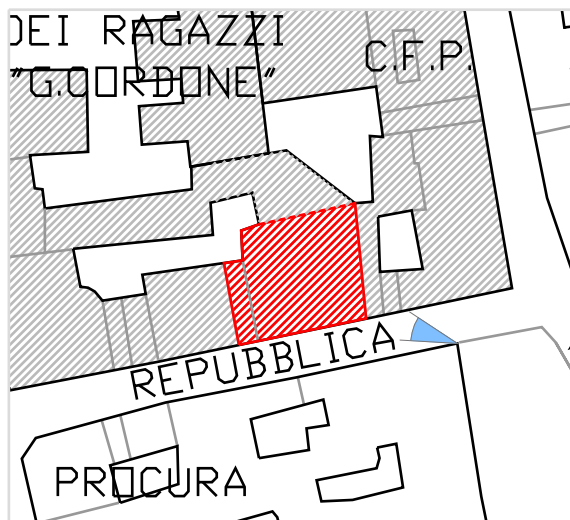 DEI RAGAZZI
C.F.P.
"G.CORDONE"
REPUBBLICA
PROCURA